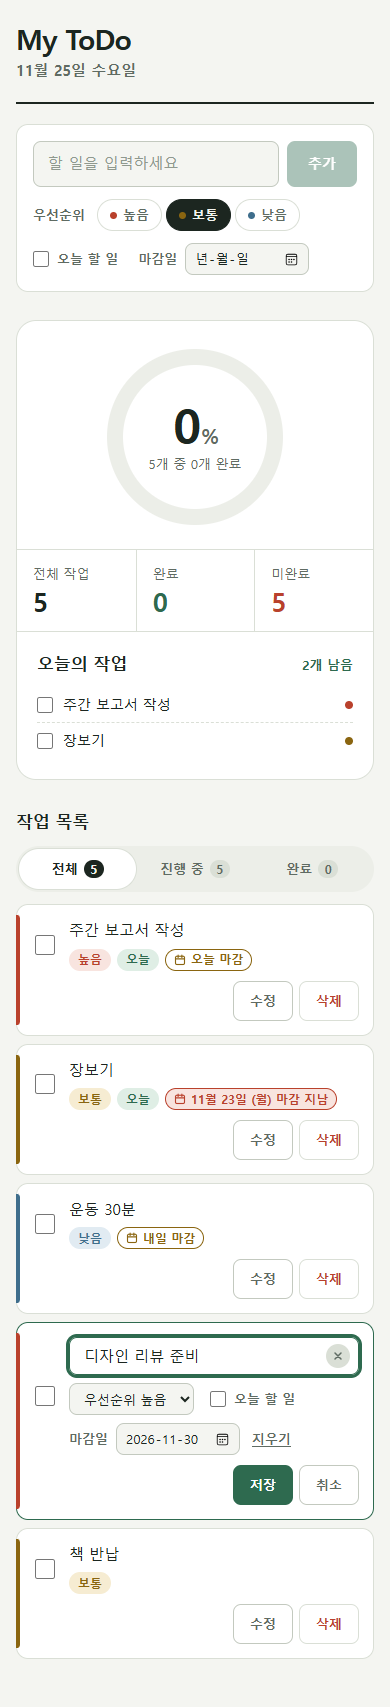 My ToDo
11월 25일 수요일
할 일을 입력하세요
추가
우선순위 높음 보통 낮음
오늘 할 일 마감일 년-월-일
0%
5개 중 0개 완료
전체 작업 완료 미완료
5 0 5
오늘의 작업 2개 남음
주간 보고서 작성
장보기
작업 목록
전체 5 진행 중 5 완료 0
주간 보고서 작성
높음 오늘 오늘 마감
수정 삭제
장보기
보통 오늘 11월 23일 (월) 마감 지남
수정 삭제
운동 30분
낮음 내일 마감
수정 삭제
디자인 리뷰 준비
우선순위 높음 오늘 할 일
마감일 2026-11-30 지우기
저장 취소
책 반납
보통
수정 삭제